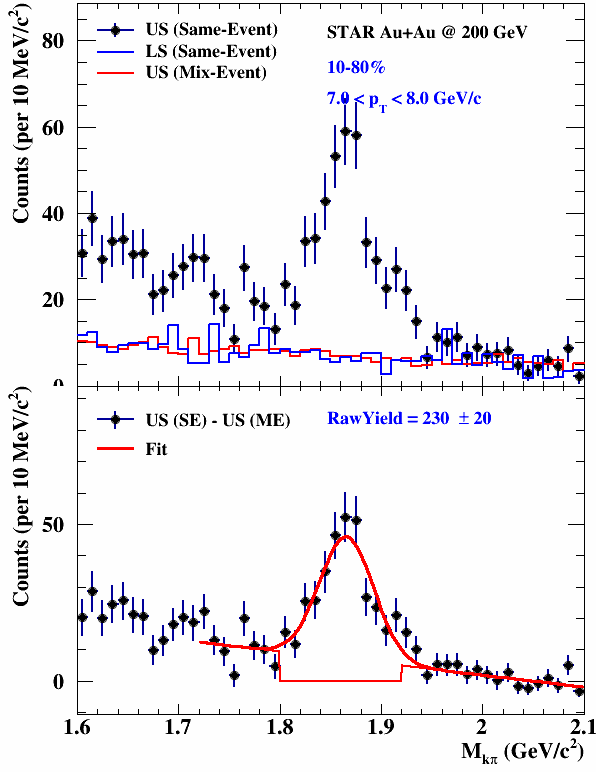 US (Same-Event)
LS (Same-Event)
US (Mix-Event)
STAR Au+Au @ 200 GeV
10-80%
7.0 < pT < 8.0 GeV/c
Counts (per 10 MeV/c²)
80
60
40
20
0
US (SE) - US (ME)
Fit
RawYield = 230 ± 20
Counts (per 10 MeV/c²)
50
0
1.6 1.7 1.8 1.9 2 2.1
Mkπ (GeV/c²)